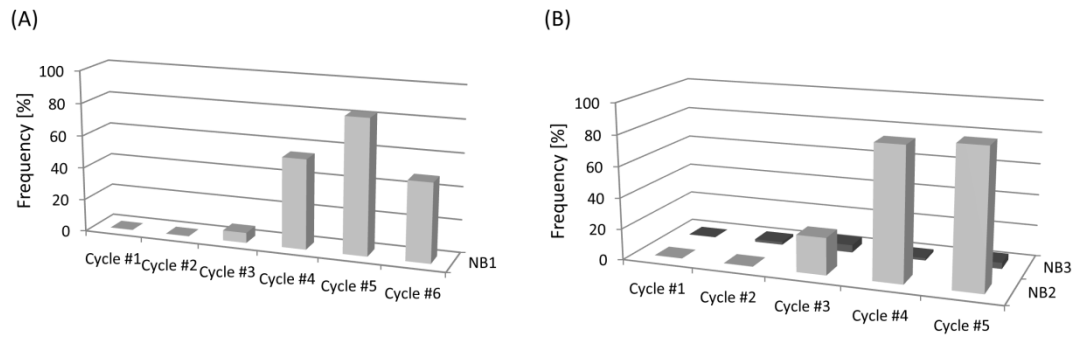 (A)
Frequency [%]
100
80
60
40
20
0
Cycle #1
Cycle #2
Cycle #3
Cycle #4
Cycle #5
Cycle #6
NB1
(B)
Frequency [%]
100
80
60
40
20
0
Cycle #1
Cycle #2
Cycle #3
Cycle #4
Cycle #5
NB3
NB2